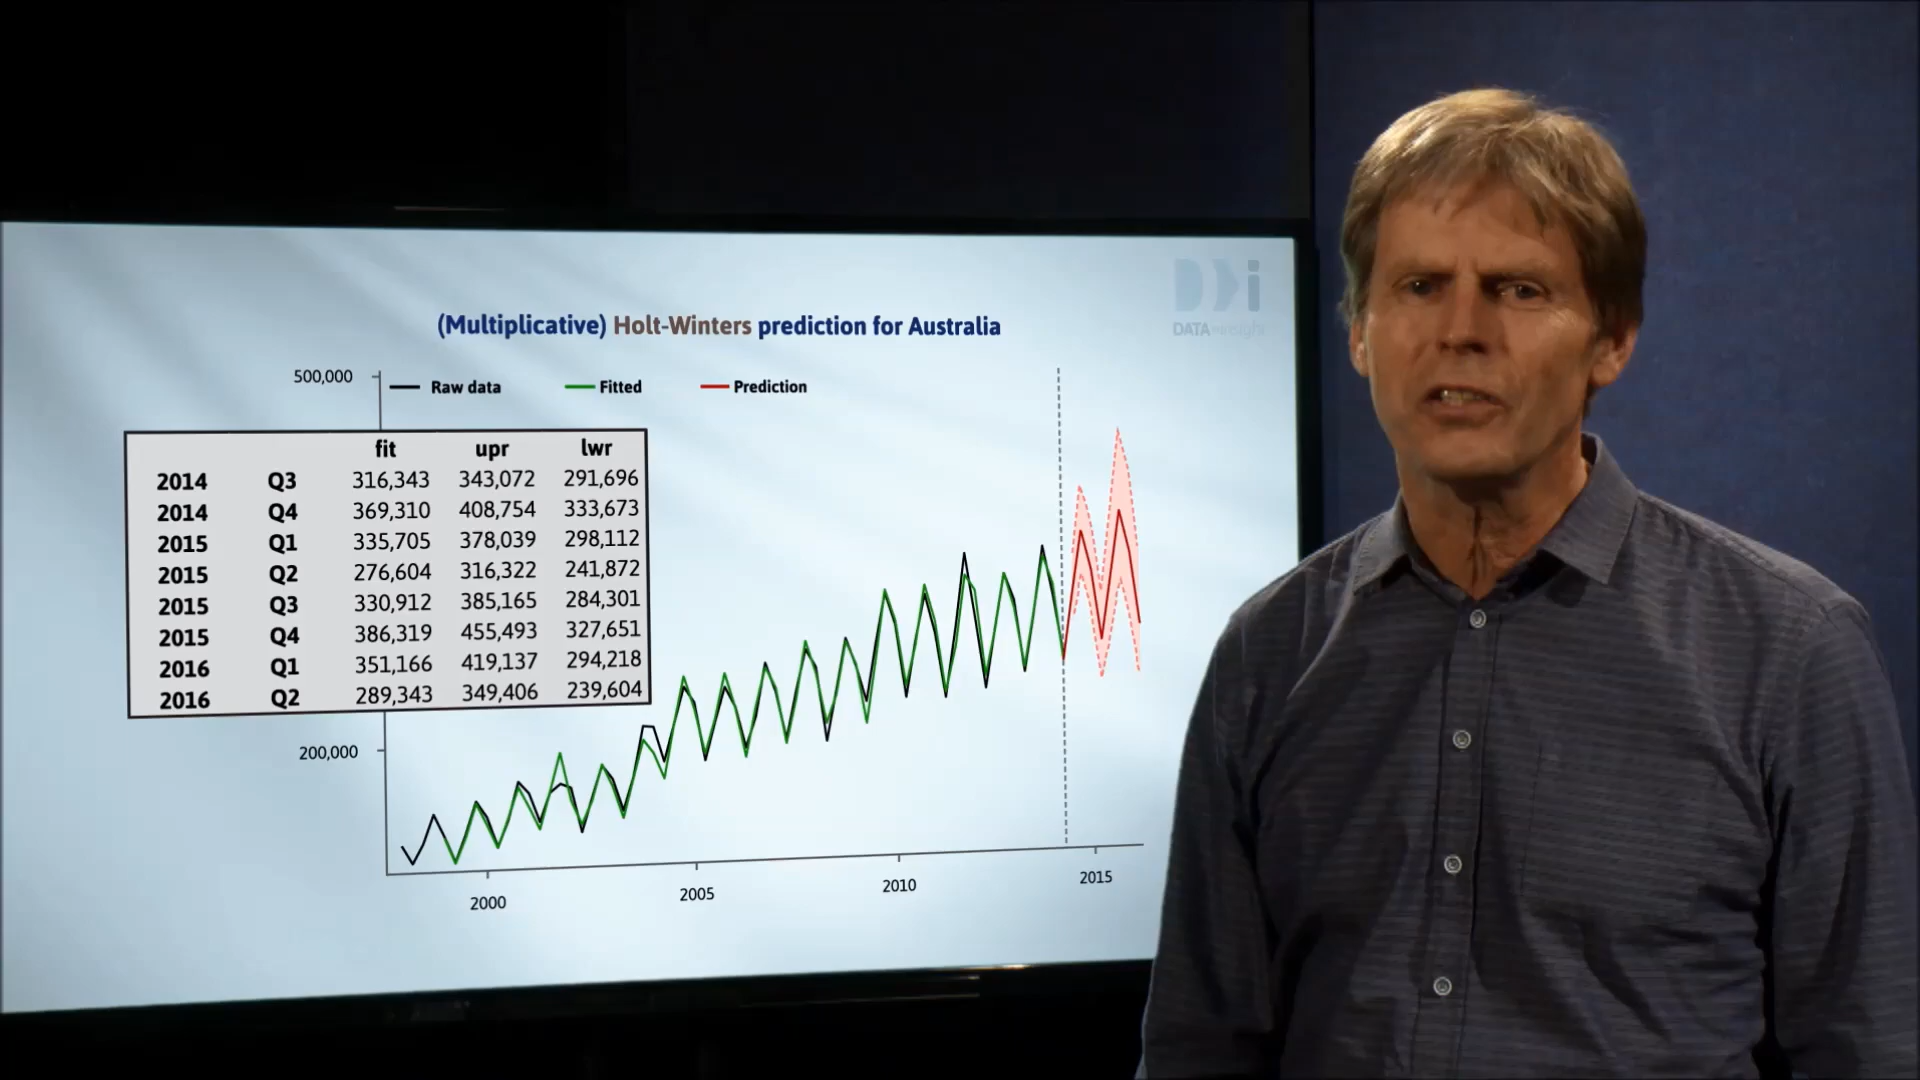 DATA to insight
(Multiplicative) Holt-Winters prediction for Australia
500,000
Raw data Fitted Prediction
fit upr lwr
2014 Q3 316,343 343,072 291,696
2014 Q4 369,310 408,754 333,673
2015 Q1 335,705 378,039 298,112
2015 Q2 276,604 316,322 241,872
2015 Q3 330,912 385,165 284,301
2015 Q4 386,319 455,493 327,651
2016 Q1 351,166 419,137 294,218
2016 Q2 289,343 349,406 239,604
200,000
2000 2005 2010 2015